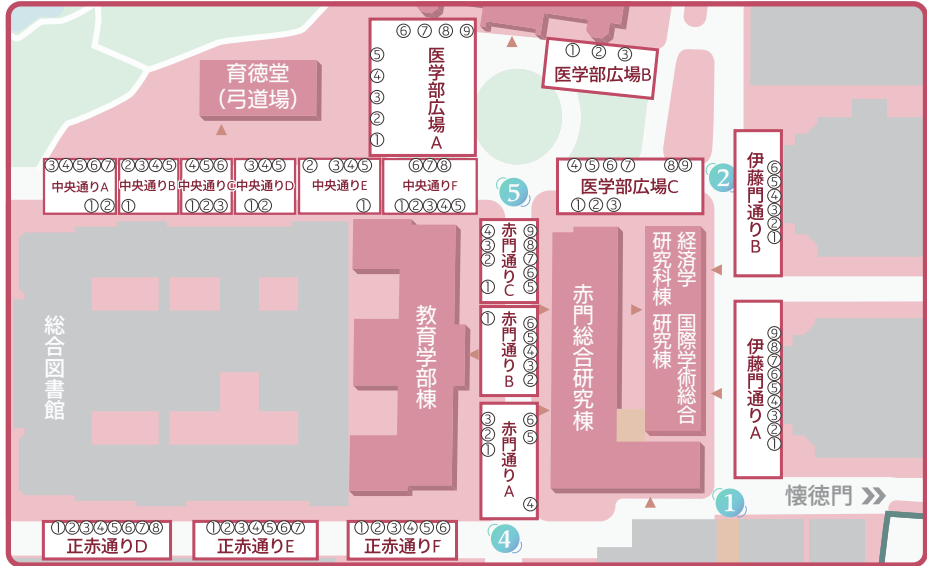 ⑥⑦⑧⑨
⑤
④
③
②
①
医学部広場A
①②③
医学部広場B
育徳堂
（弓道場）
③④⑤⑥⑦
中央通りA
①②
②③④⑤
中央通りB
①
④⑤⑥
中央通りC
①②③
③④⑤
中央通りD
①②
② ③④⑤
中央通りE
①
⑥⑦⑧
中央通りF
①②③④⑤
5
④⑤⑥⑦ ⑧⑨
医学部広場C
①②③
2
伊藤門通りB
⑥
⑤
④
③
②
①
④
③
②
①
赤門通りC
⑨
⑧
⑦
⑥
⑤
①
赤門通りB
⑥
⑤
④
③
②
③
②
①
赤門通りA
⑥
⑤
④
総合図書館
教育学部棟
赤門総合研究棟
経済学
研究科棟
国際学術総合
研究棟
伊藤門通りA
⑨
⑧
⑦
⑥
⑤
④
③
②
①
懐徳門
1
4
①②③④⑤⑥⑦⑧
正赤通りD
①②③④⑤⑥⑦
正赤通りE
①②③④⑤⑥
正赤通りF